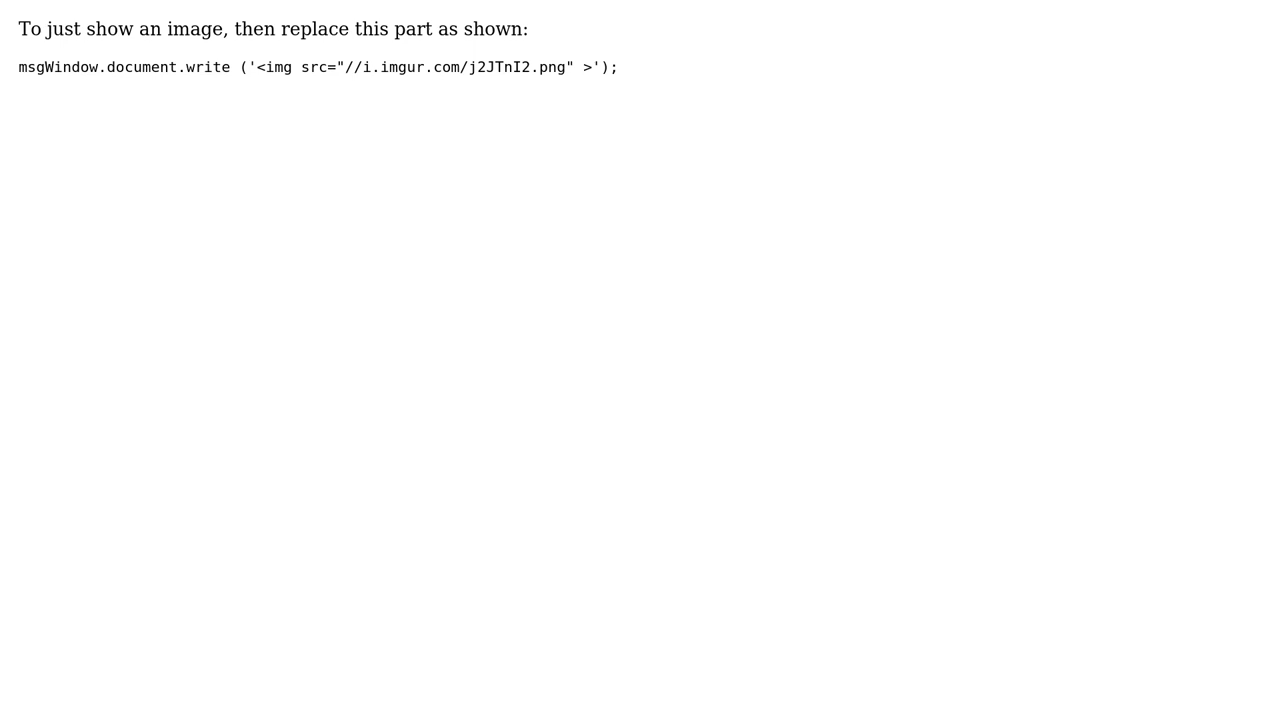 To just show an image, then replace this part as shown:
msgWindow.document.write ('<img src="//i.imgur.com/j2JTnI2.png" >');